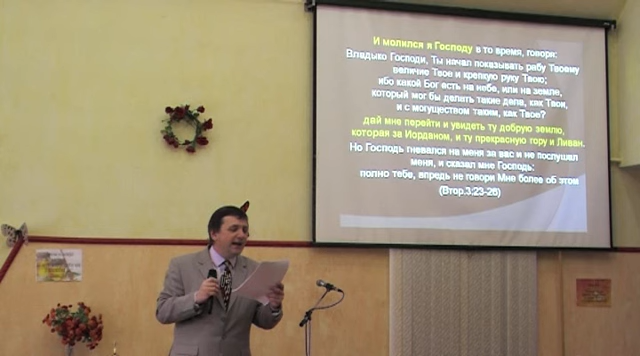 И молился я Господу в то время, говоря:
Владыко Господи, Ты начал показывать рабу Твоему
величие Твое и крепкую руку Твою;
ибо какой Бог есть на небе, или на земле,
который мог бы делать такие дела, как Твои,
и с могуществом таким, как Твое?
дай мне перейти и увидеть ту добрую землю,
которая за Иорданом, и ту прекрасную гору и Ливан.
Но Господь гневался на меня за вас и не послушал
меня, и сказал мне Господь:
полно тебе, впредь не говори Мне более об этом
(Втор.3:23-26)